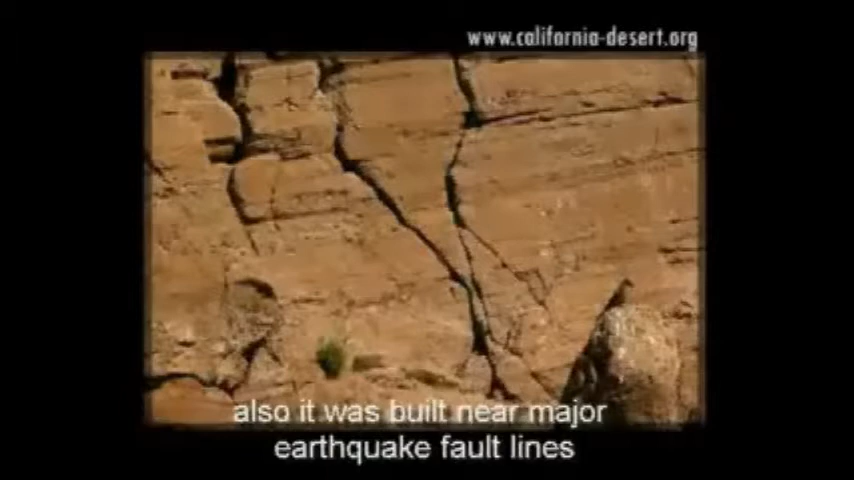 www.california-desert.org
also it was built near major
earthquake fault lines